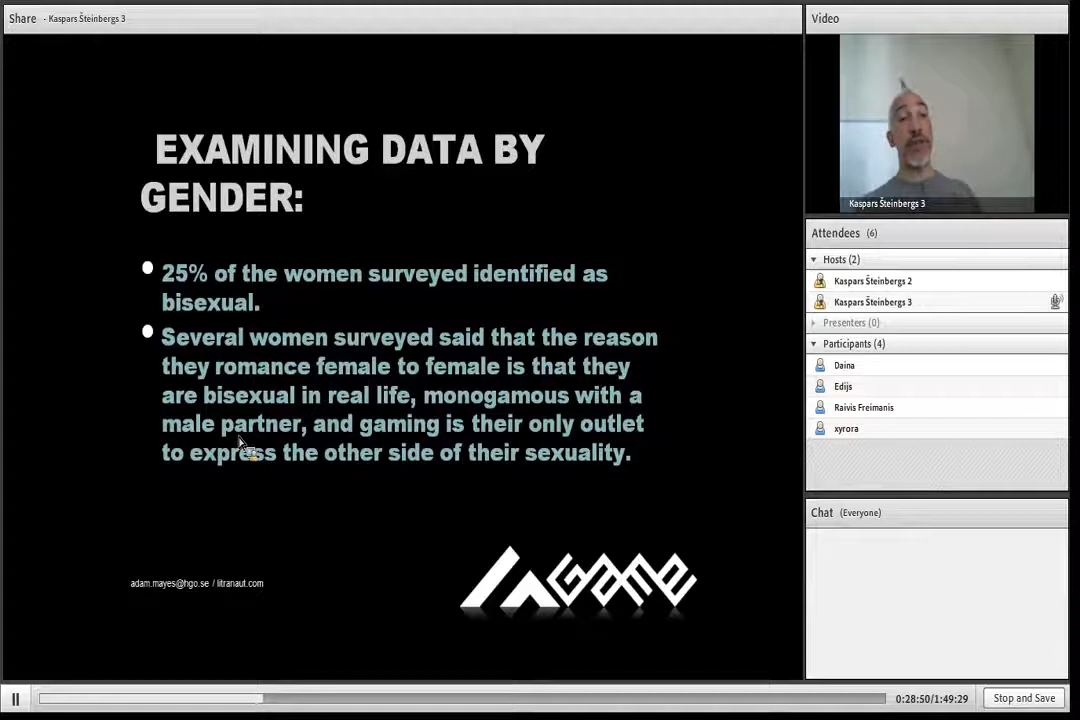 Share - Kaspars Šteinbergs 3
EXAMINING DATA BY
GENDER:
25% of the women surveyed identified as
bisexual.
Several women surveyed said that the reason
they romance female to female is that they
are bisexual in real life, monogamous with a
male partner, and gaming is their only outlet
to express the other side of their sexuality.
adam.mayes@hgo.se / litranaut.com
GAME
Video
Kaspars Šteinbergs 3
Attendees (6)
Hosts (2)
Kaspars Šteinbergs 2
Kaspars Šteinbergs 3
Presenters (0)
Participants (4)
Daina
Edijs
Raivis Freimanis
xyrora
Chat (Everyone)
0:28:50/1:49:29
Stop and Save